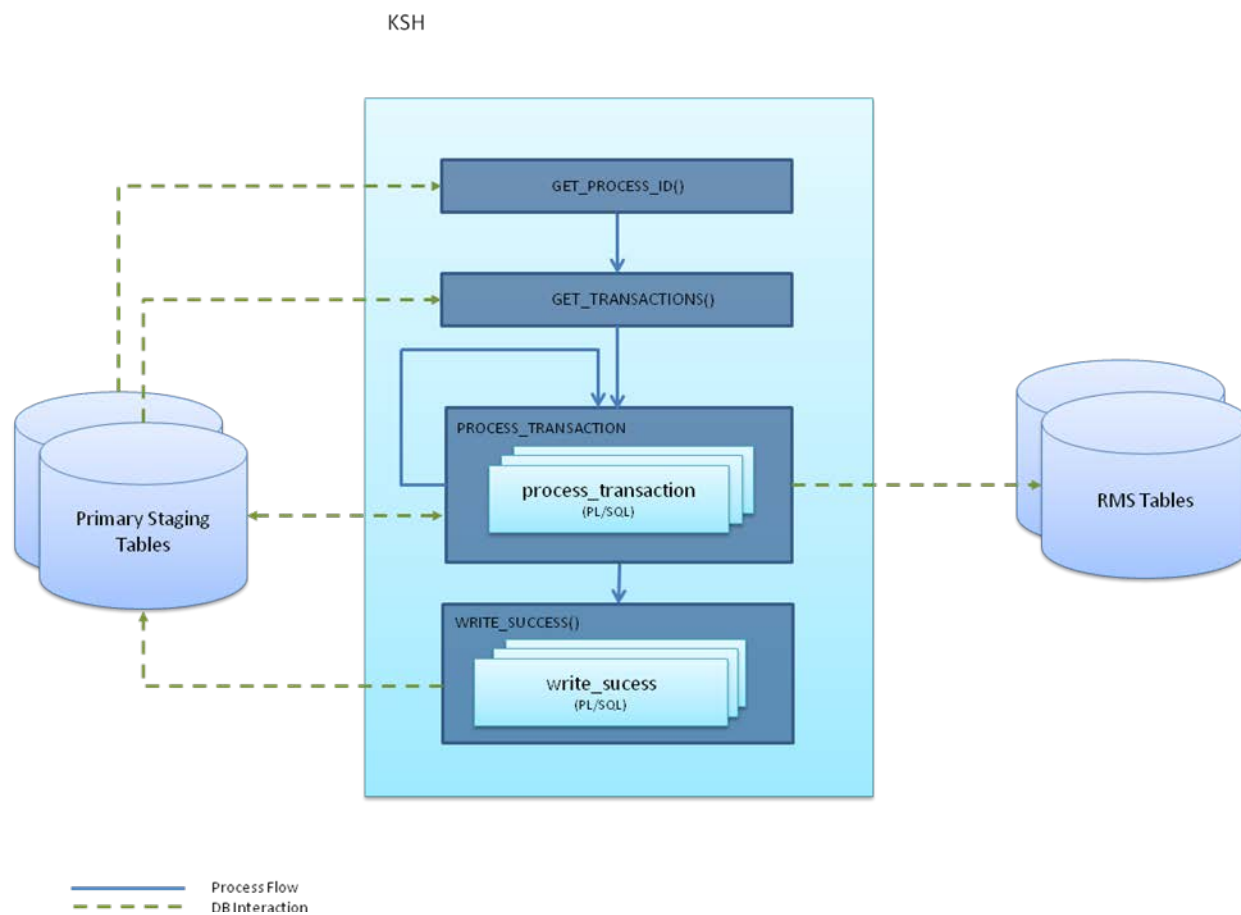 KSH
GET_PROCESS_ID()
GET_TRANSACTIONS()
PROCESS_TRANSACTION
process_transaction
(PL/SQL)
Primary Staging
Tables
RMS Tables
WRITE_SUCCESS()
write_sucess
(PL/SQL)
Process Flow
DB Interaction